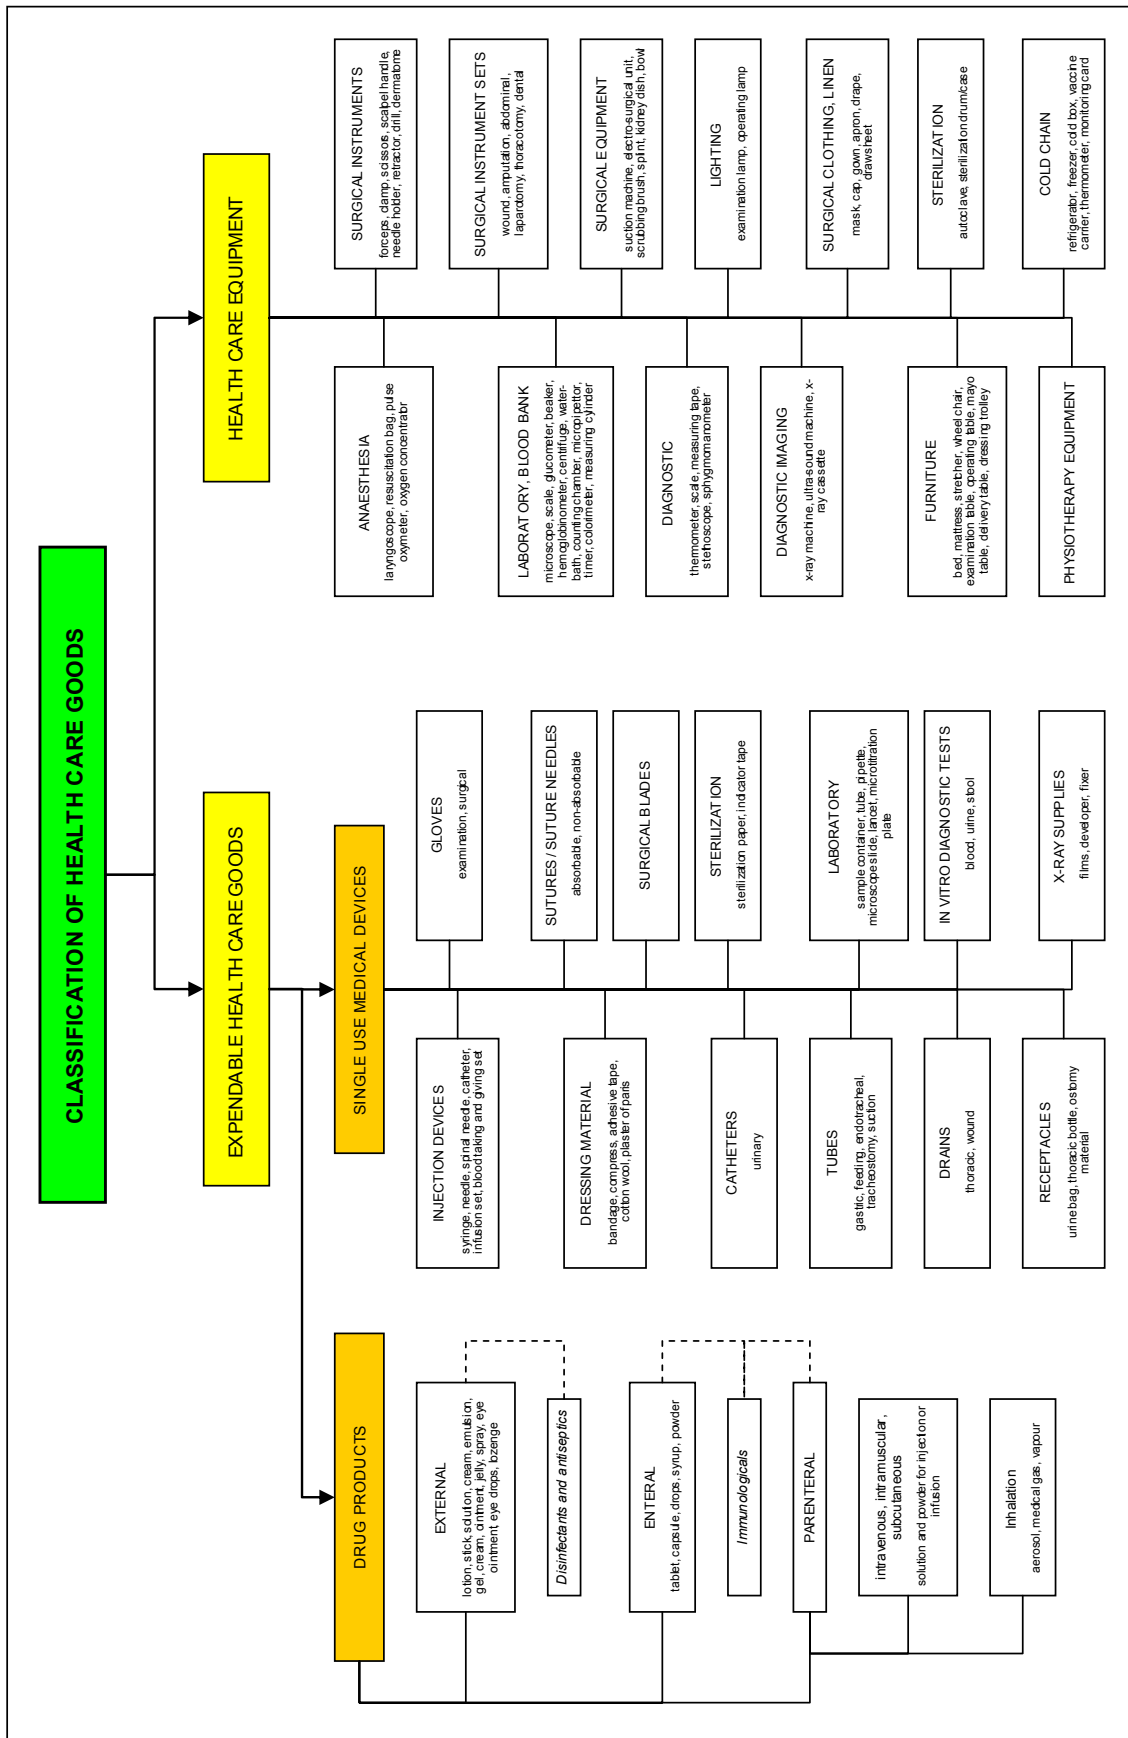 CLASSIFICATION OF HEALTH CARE GOODS
EXPENDABLE HEALTH CARE GOODS
HEALTH CARE EQUIPMENT
DRUG PRODUCTS
SINGLE USE MEDICAL DEVICES
EXTERNAL
lotion, stick, solution, cream, emulsion,
gel, cream, ointment, jelly, spray, eye
ointment, eye drops, lozenge
Disinfectants and antiseptics
ENTERAL
tablet, capsule, drops, syrup, powder
Immunologicals
PARENTERAL
intravenous, intramuscular,
subcutaneous
solution and powder for injection or
infusion
Inhalation
aerosol, medical gas, vapour
INJECTION DEVICES
syringe, needle, spinal needle, catheter,
infusion set, blood taking and giving set
DRESSING MATERIAL
bandage, compress, adhesive tape,
cotton wool, plaster of paris
CATHETERS
urinary
TUBES
gastric, feeding, endotracheal,
tracheostomy, suction
DRAINS
thoracic, wound
RECEPTACLES
urine bag, thoracic bottle, ostomy
material
GLOVES
examination, surgical
SUTURES / SUTURE NEEDLES
absorbable, non-absorbable
SURGICAL BLADES
STERILIZATION
sterilization paper, indicator tape
LABORATORY
sample container, tube, pipette,
microscope slide, lancet, microtitration
plate
IN VITRO DIAGNOSTIC TESTS
blood, urine, stool
X-RAY SUPPLIES
films, developer, fixer
ANAESTHESIA
laryngoscope, resuscitation bag, pulse
oxymeter, oxygen concentrator
LABORATORY, BLOOD BANK
microscope, scale, glucometer, beaker,
hemoglobinometer, centrifuge, water-
bath, counting chamber, micropipettor,
timer, colorimeter, measuring cylinder
DIAGNOSTIC
thermometer, scale, measuring tape,
stethoscope, sphygmomanometer
DIAGNOSTIC IMAGING
x-ray machine, ultra-sound machine, x-
ray cassette
FURNITURE
bed, mattress, stretcher, wheel chair,
examination table, operating table, mayo
table, delivery table, dressing trolley
PHYSIOTHERAPY EQUIPMENT
SURGICAL INSTRUMENTS
forceps, clamp, scissors, scalpel handle,
needle holder, retractor, drill, dermatome
SURGICAL INSTRUMENT SETS
wound, amputation, abdominal,
laparotomy, thoracotomy, dental
SURGICAL EQUIPMENT
suction machine, electro-surgical unit,
scrubbing brush, splint, kidney dish, bowl
LIGHTING
examination lamp, operating lamp
SURGICAL CLOTHING, LINEN
mask, cap, gown, apron, drape,
drawsheet
STERILIZATION
autoclave, sterilization drum/case
COLD CHAIN
refrigerator, freezer, cold box, vaccine
carrier, thermometer, monitoring card